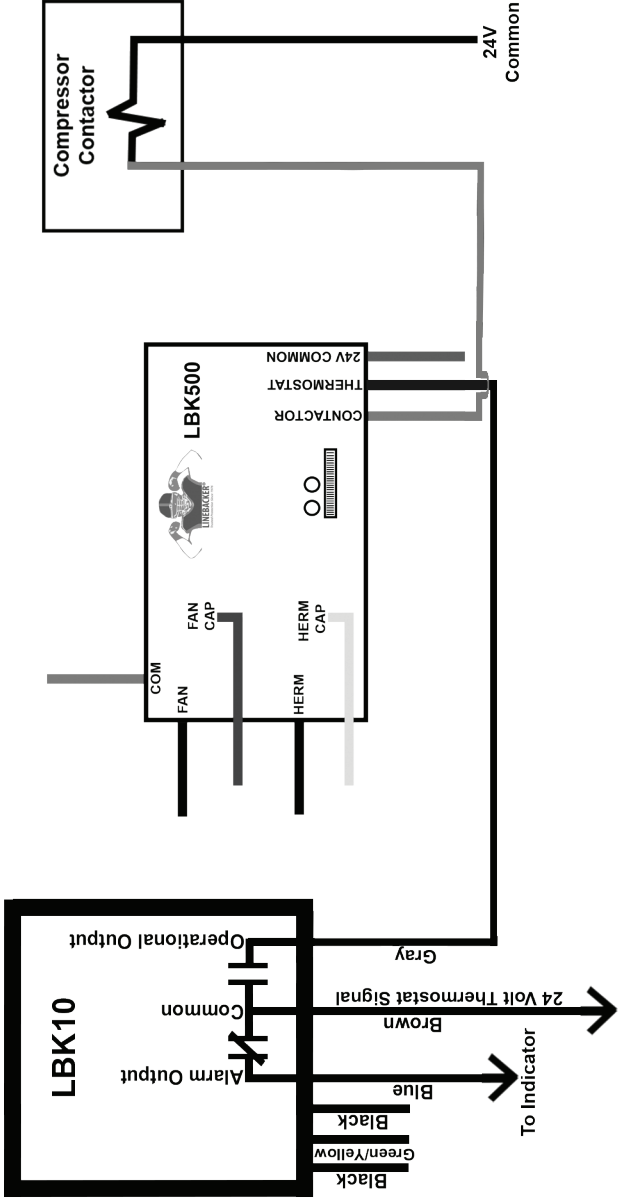 24V
Common
Compressor
Contactor
24V COMMON
THERMOSTAT
CONTACTOR
LBK500
LINEBACKER
FAN
CAP
HERM
CAP
COM
FAN
HERM
LBK10
Operational Output
Gray
Common
24 Volt Thermostat Signal
Brown
Alarm Output
Blue
To Indicator
Black
Green/Yellow
Black